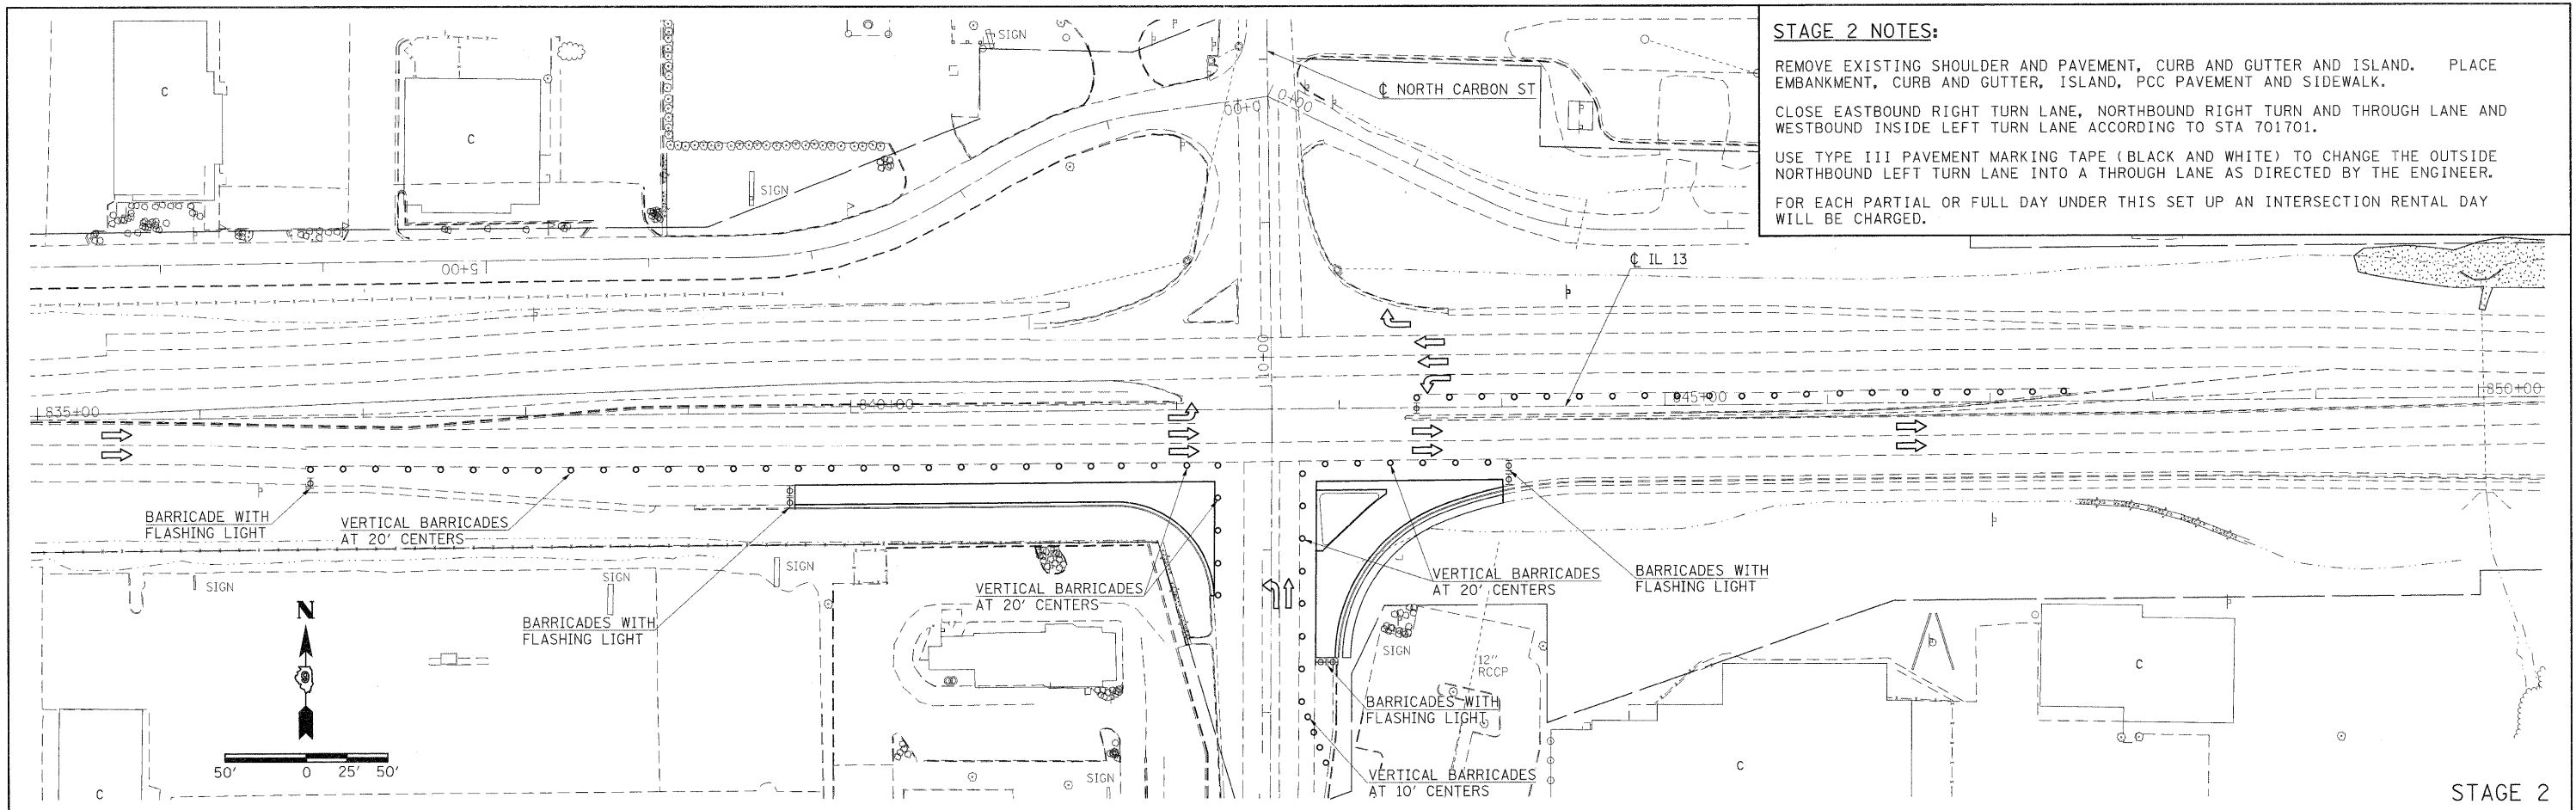 STAGE 2 NOTES:
REMOVE EXISTING SHOULDER AND PAVEMENT, CURB AND GUTTER AND ISLAND. PLACE
EMBANKMENT, CURB AND GUTTER, ISLAND, PCC PAVEMENT AND SIDEWALK.
CLOSE EASTBOUND RIGHT TURN LANE, NORTHBOUND RIGHT TURN AND THROUGH LANE AND
WESTBOUND INSIDE LEFT TURN LANE ACCORDING TO STA 701701.
USE TYPE III PAVEMENT MARKING TAPE (BLACK AND WHITE) TO CHANGE THE OUTSIDE
NORTHBOUND LEFT TURN LANE INTO A THROUGH LANE AS DIRECTED BY THE ENGINEER.
FOR EACH PARTIAL OR FULL DAY UNDER THIS SET UP AN INTERSECTION RENTAL DAY
WILL BE CHARGED.
SIGN
C
℄ NORTH CARBON ST
0+00
0+00
C
SIGN
5+00
℄ IL 13
10+00
835+00
840+00
845+00
850+00
BARRICADE WITH
FLASHING LIGHT
VERTICAL BARRICADES
AT 20' CENTERS
SIGN
SIGN
SIGN
VERTICAL BARRICADES
AT 20' CENTERS
VERTICAL BARRICADES
AT 20' CENTERS
BARRICADES WITH
FLASHING LIGHT
BARRICADES WITH
FLASHING LIGHT
N
SIGN
12"
RCCP
C
BARRICADES WITH
FLASHING LIGHT
50' 0 25' 50'
VERTICAL BARRICADES
AT 10' CENTERS
SIGN
C
C
STAGE 2